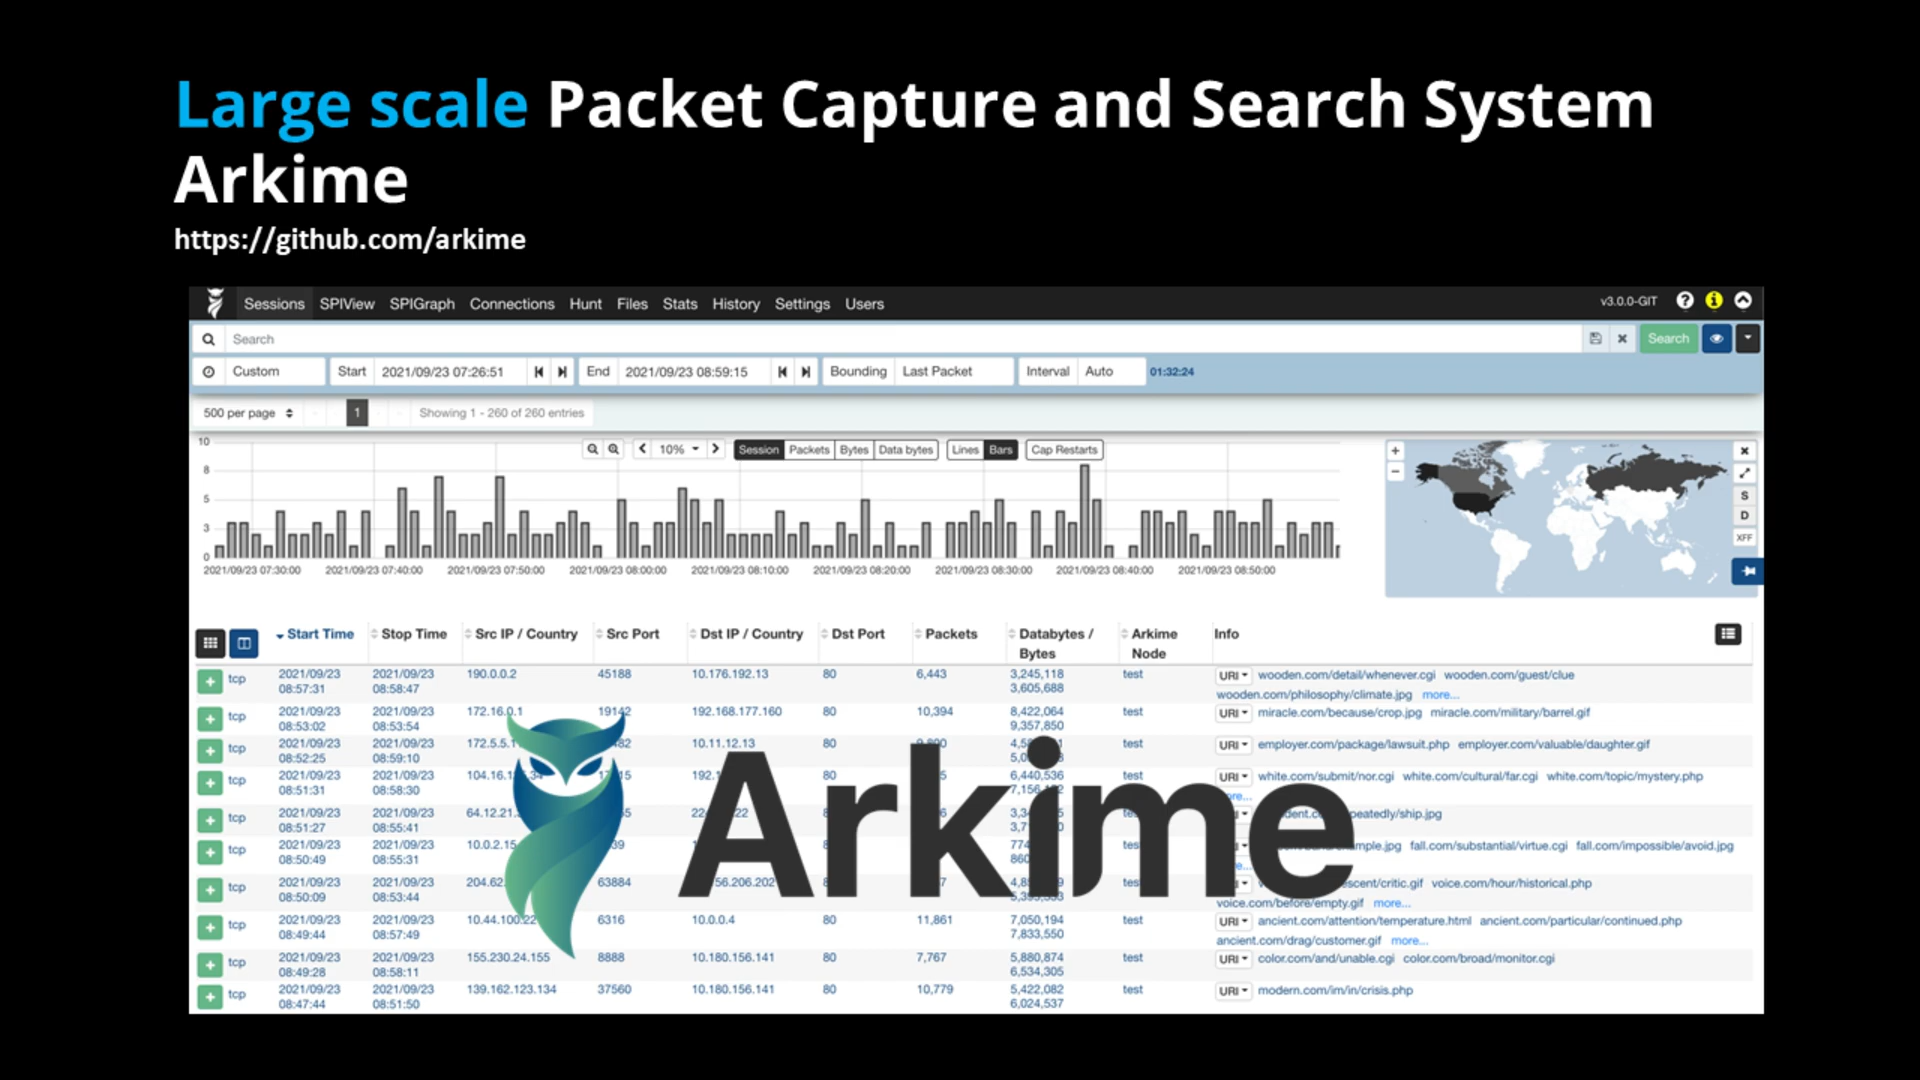 Large scale Packet Capture and Search System
Arkime
https://github.com/arkime
Sessions SPIView SPIGraph Connections Hunt Files Stats History Settings Users v3.0.0-GIT
Search Search
Custom Start 2021/09/23 07:26:51 End 2021/09/23 08:59:15 Bounding Last Packet Interval Auto 01:32:24
500 per page 1 Showing 1 - 260 of 260 entries
10% Session Packets Bytes Data bytes Lines Bars Cap Restarts
10
8
5
3
0
2021/09/23 07:30:00 2021/09/23 07:40:00 2021/09/23 07:50:00 2021/09/23 08:00:00 2021/09/23 08:10:00 2021/09/23 08:20:00 2021/09/23 08:30:00 2021/09/23 08:40:00 2021/09/23 08:50:00
S
D
XFF
Start Time Stop Time Src IP / Country Src Port Dst IP / Country Dst Port Packets Databytes / Bytes Arkime Node Info
tcp 2021/09/23 08:57:31 2021/09/23 08:58:47 190.0.0.2 45188 10.176.192.13 80 6,443 3,245,118 3,605,688 test URI wooden.com/detail/whenever.cgi wooden.com/guest/clue
wooden.com/philosophy/climate.jpg more...
tcp 2021/09/23 08:53:02 2021/09/23 08:53:54 172.16.0.1 19142 192.168.177.160 80 10,394 8,422,064 9,357,850 test URI miracle.com/because/crop.jpg miracle.com/military/barrel.gif
tcp 2021/09/23 08:52:25 2021/09/23 08:59:10 10.11.12.13 80 test URI employer.com/package/lawsuit.php employer.com/valuable/daughter.gif
tcp 2021/09/23 08:51:31 2021/09/23 08:58:30 80 6,440,536 test URI white.com/submit/nor.cgi white.com/cultural/far.cgi white.com/topic/mystery.php
tcp 2021/09/23 08:51:27 2021/09/23 08:55:41
tcp 2021/09/23 08:50:49 2021/09/23 08:55:31 fall.com/substantial/virtue.cgi fall.com/impossible/avoid.jpg
tcp 2021/09/23 08:50:09 2021/09/23 08:53:44 63884 voice.com/hour/historical.php
voice.com/before/empty.gif more...
tcp 2021/09/23 08:49:44 2021/09/23 08:57:49 6316 10.0.0.4 80 11,861 7,050,194 7,833,550 test URI ancient.com/attention/temperature.html ancient.com/particular/continued.php
ancient.com/drag/customer.gif more...
tcp 2021/09/23 08:49:28 2021/09/23 08:58:11 155.230.24.155 8888 10.180.156.141 80 7,767 5,880,874 6,534,305 test URI color.com/and/unable.cgi color.com/broad/monitor.cgi
tcp 2021/09/23 08:47:44 2021/09/23 08:51:50 139.162.123.134 37560 10.180.156.141 80 10,779 5,422,082 6,024,537 test URI modern.com/im/in/crisis.php
Arkime